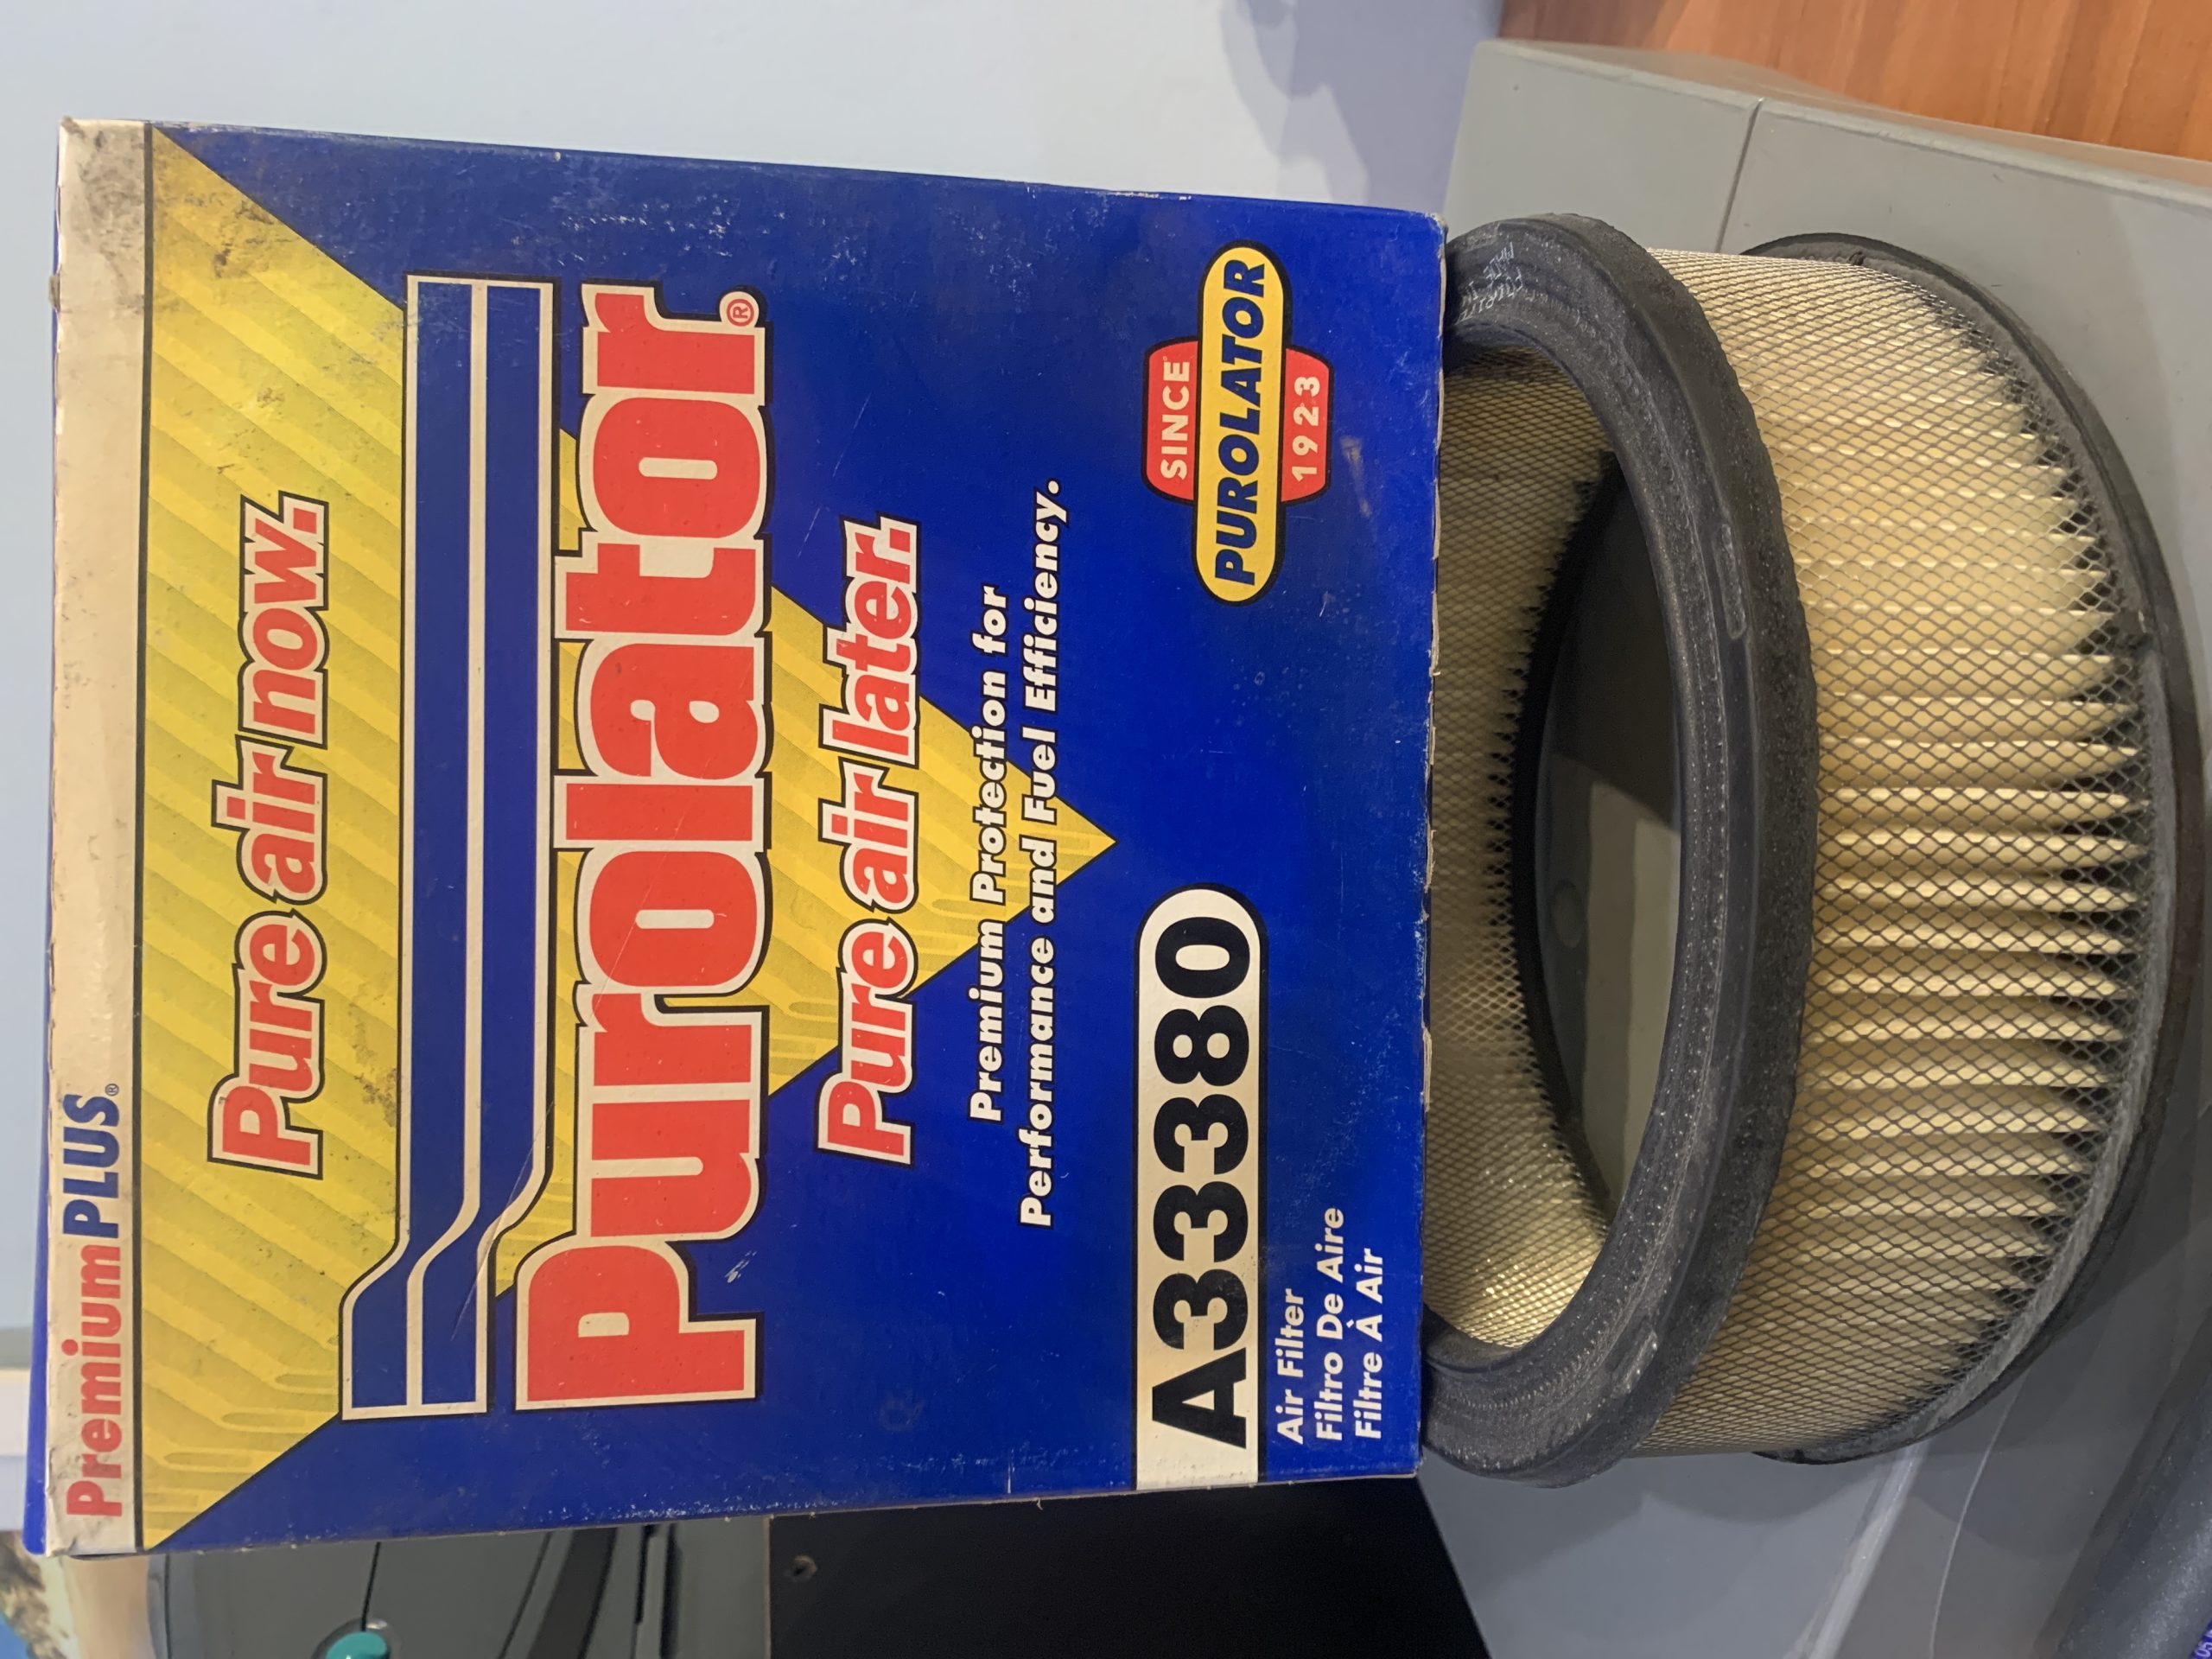 PremiumPLUS®
Pure air now.
Purolator®
Pure air later.
Premium Protection for
Performance and Fuel Efficiency.
A33380
Air Filter
Filtro De Aire
Filtre À Air
SINCE
PUROLATOR
1923